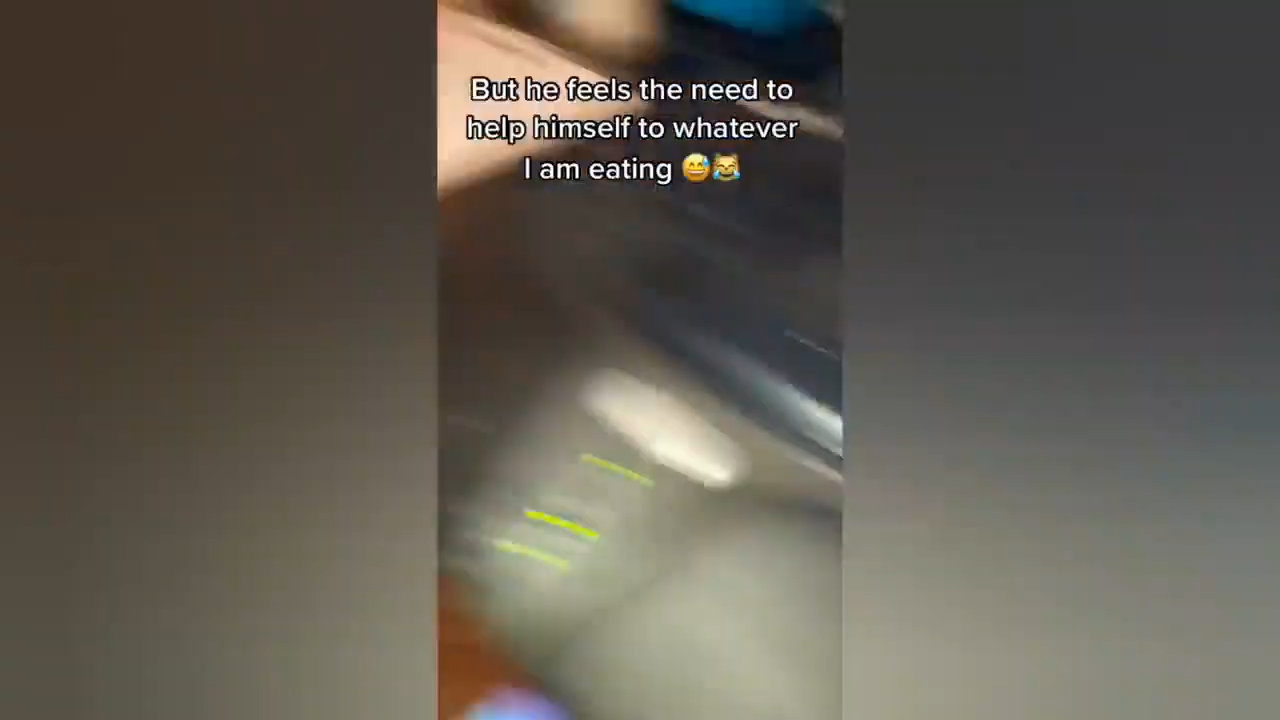 But he feels the need to
help himself to whatever
I am eating 😅😹